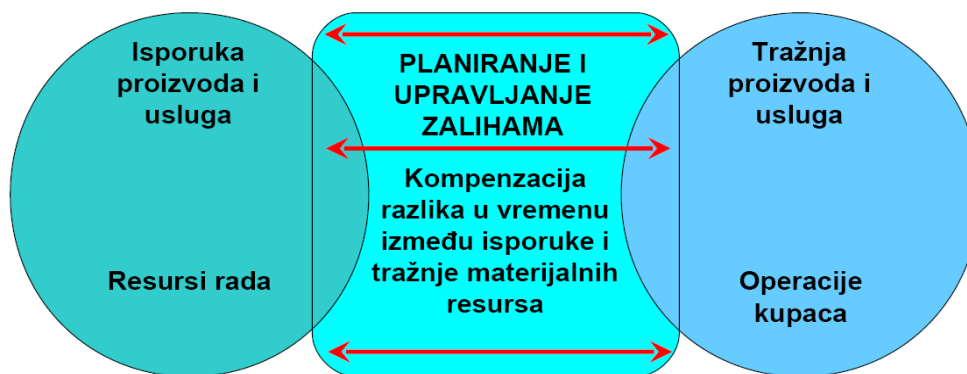 Isporuka
proizvoda i
usluga
Resursi rada
PLANIRANJE I
UPRAVLJANJE
ZALIHAMA
Kompenzacija
razlika u vremenu
između isporuke i
tražnje materijalnih
resursa
Tražnja
proizvoda i
usluga
Operacije
kupaca